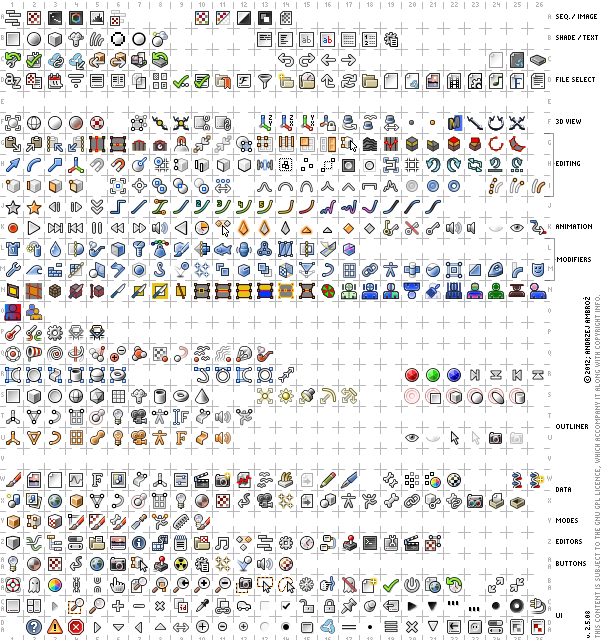 SEQ. / IMAGE
SHADE / TEXT
FILE SELECT
3D VIEW
EDITING
ANIMATION
MODIFIERS
OUTLINER
DATA
MODES
EDITORS
BUTTONS
UI
©2012; ANDRZEJ AMBROŻ
THIS CONTENT IS SUBJECT TO THE GNU GPL LICENCE, WHICH ACCOMPANY IT ALONG WITH COPYRIGHT INFO.
v. 2.5.08